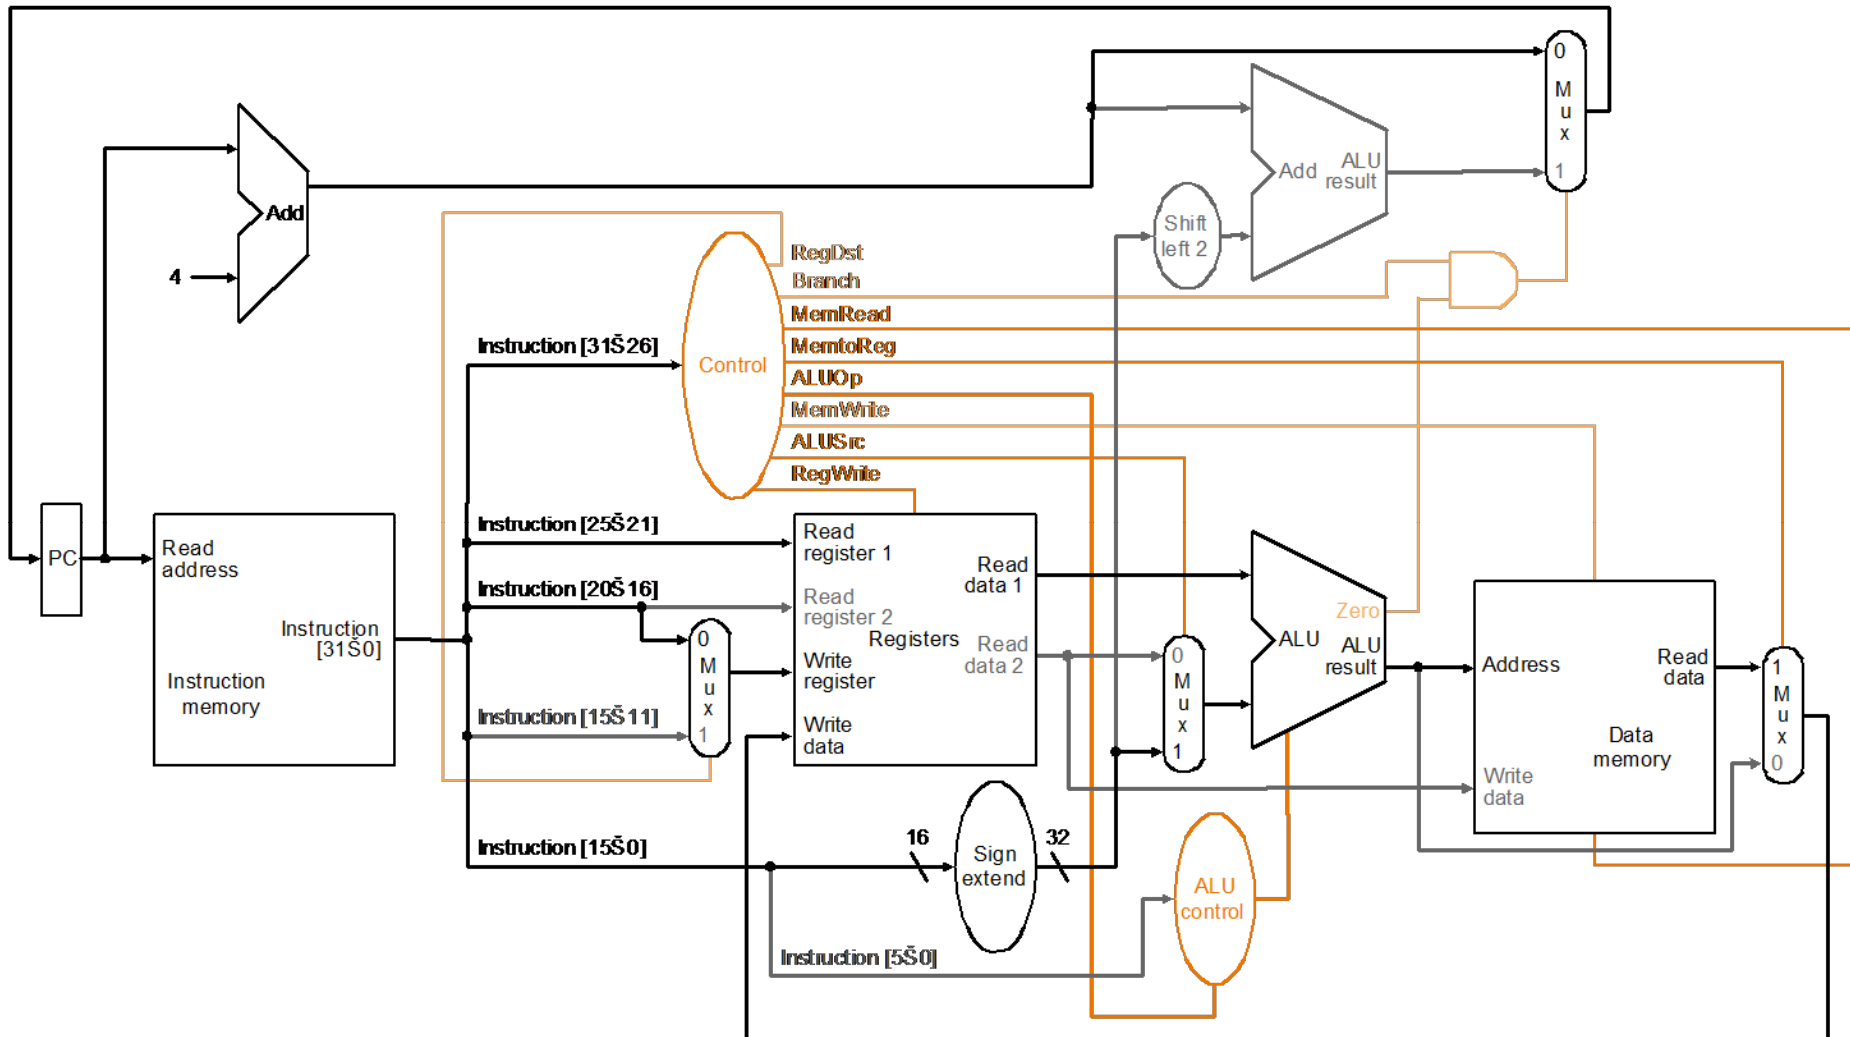 0
M
u
x
1
Add
ALU
result
Shift
left 2
Add
4
RegDst
Branch
MemRead
Instruction [31Š26]
MemtoReg
Control
ALUOp
MemWrite
ALUSrc
RegWrite
Instruction [25Š21]
Read
register 1
PC
Read
address
Read
data 1
Instruction [20Š16]
Read
register 2
Zero
Instruction
[31Š0]
0
M
u
x
1
Registers
Read
data 2
0
M
u
x
1
ALU
ALU
result
Address
Read
data
1
M
u
x
0
Write
register
Instruction
memory
Instruction [15Š11]
Write
data
Data
memory
Write
data
Instruction [15Š0]
16
Sign
extend
32
ALU
control
Instruction [5Š0]